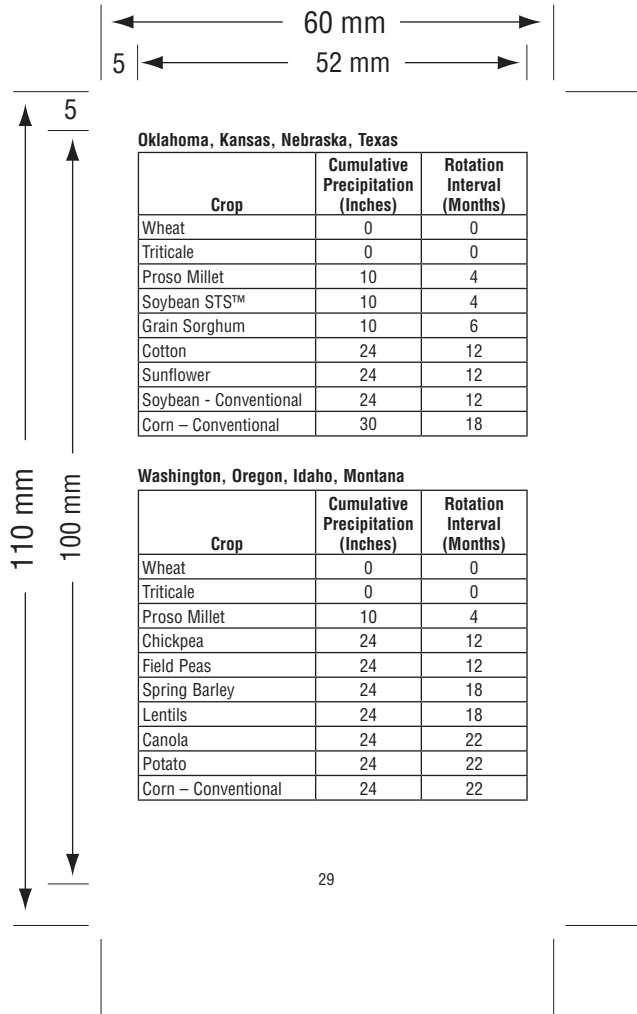 60 mm
5 52 mm
5
110 mm
100 mm
Oklahoma, Kansas, Nebraska, Texas
Crop Cumulative Precipitation (Inches) Rotation Interval (Months)
Wheat 0 0
Triticale 0 0
Proso Millet 10 4
Soybean STS™ 10 4
Grain Sorghum 10 6
Cotton 24 12
Sunflower 24 12
Soybean - Conventional 24 12
Corn – Conventional 30 18
Washington, Oregon, Idaho, Montana
Crop Cumulative Precipitation (Inches) Rotation Interval (Months)
Wheat 0 0
Triticale 0 0
Proso Millet 10 4
Chickpea 24 12
Field Peas 24 12
Spring Barley 24 18
Lentils 24 18
Canola 24 22
Potato 24 22
Corn – Conventional 24 22
29